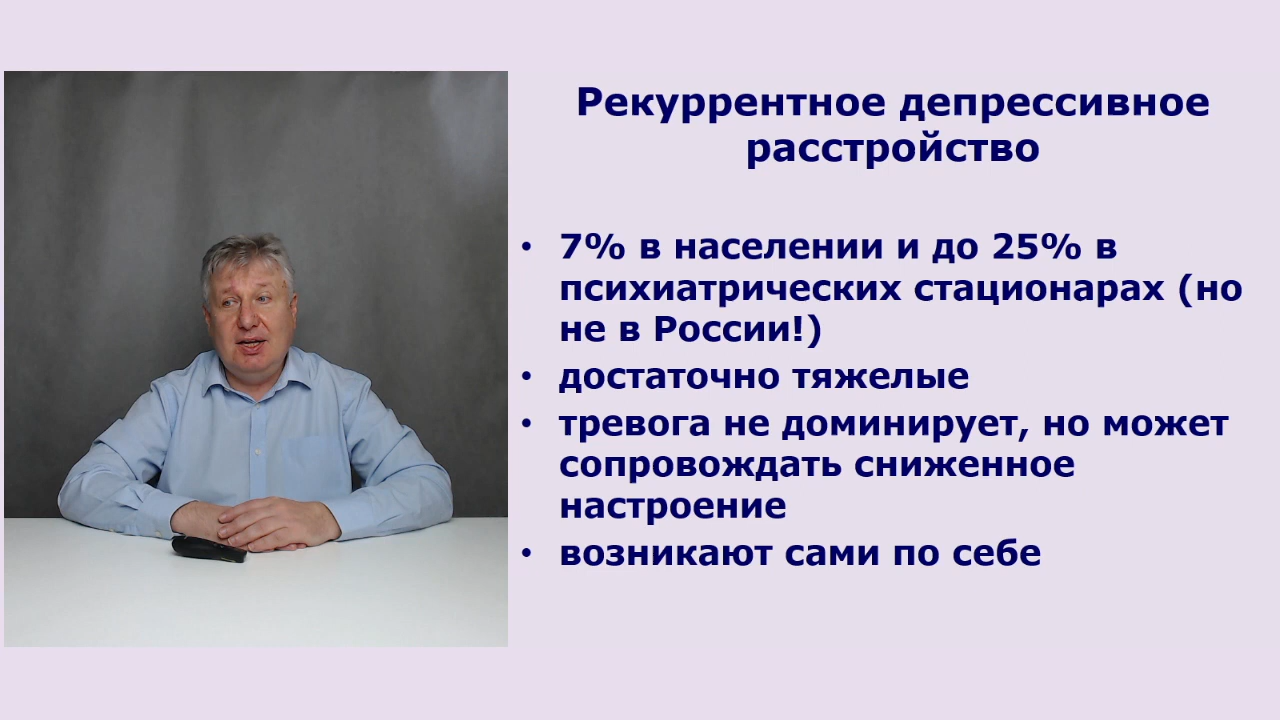 Рекуррентное депрессивное
расстройство
• 7% в населении и до 25% в
психиатрических стационарах (но
не в России!)
• достаточно тяжелые
• тревога не доминирует, но может
сопровождать сниженное
настроение
• возникают сами по себе